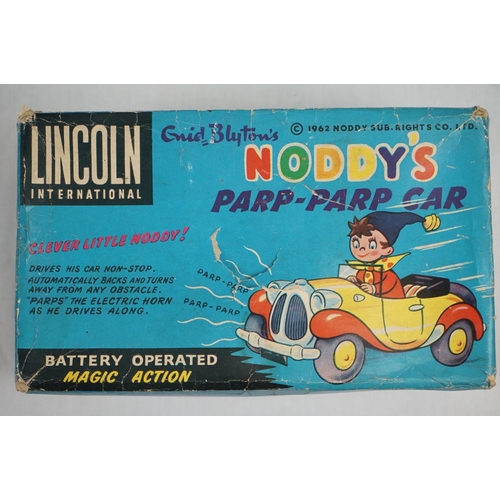 LINCOLN
INTERNATIONAL
Enid Blyton's
© 1962 NODDY SUB. RIGHTS CO. LTD.
NODDY'S
PARP-PARP CAR
CLEVER LITTLE NODDY!
DRIVES HIS CAR NON-STOP.
AUTOMATICALLY BACKS AND TURNS
AWAY FROM ANY OBSTACLE.
"PARPS" THE ELECTRIC HORN
AS HE DRIVES ALONG.
PARP-PARP
PARP-PARP
BATTERY OPERATED
MAGIC ACTION